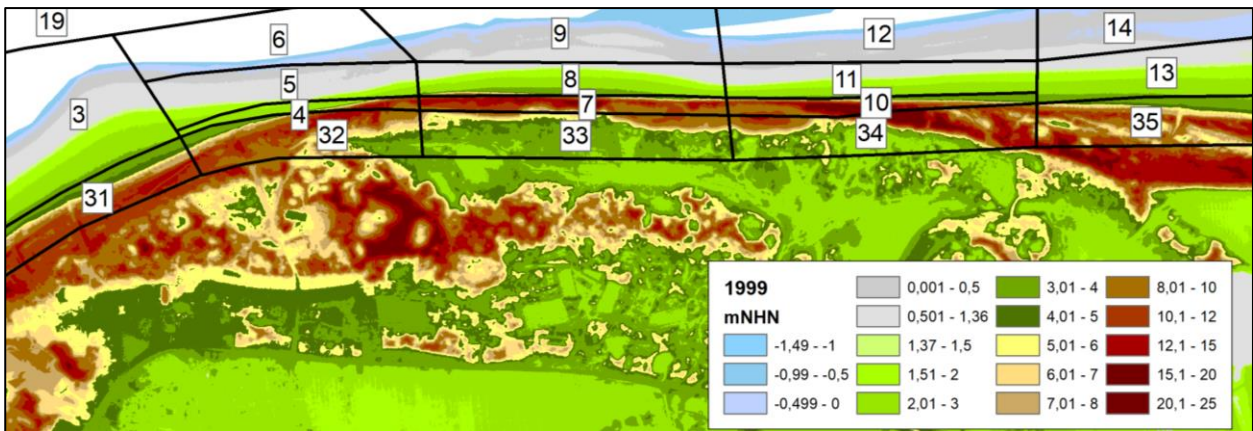 19
6
9
12
14
3
5
8
11
13
4
7
10
32
33
34
35
31
1999
mNHN
-1,49 - -1
-0,99 - -0,5
-0,499 - 0
0,001 - 0,5
0,501 - 1,36
1,37 - 1,5
1,51 - 2
2,01 - 3
3,01 - 4
4,01 - 5
5,01 - 6
6,01 - 7
7,01 - 8
8,01 - 10
10,1 - 12
12,1 - 15
15,1 - 20
20,1 - 25